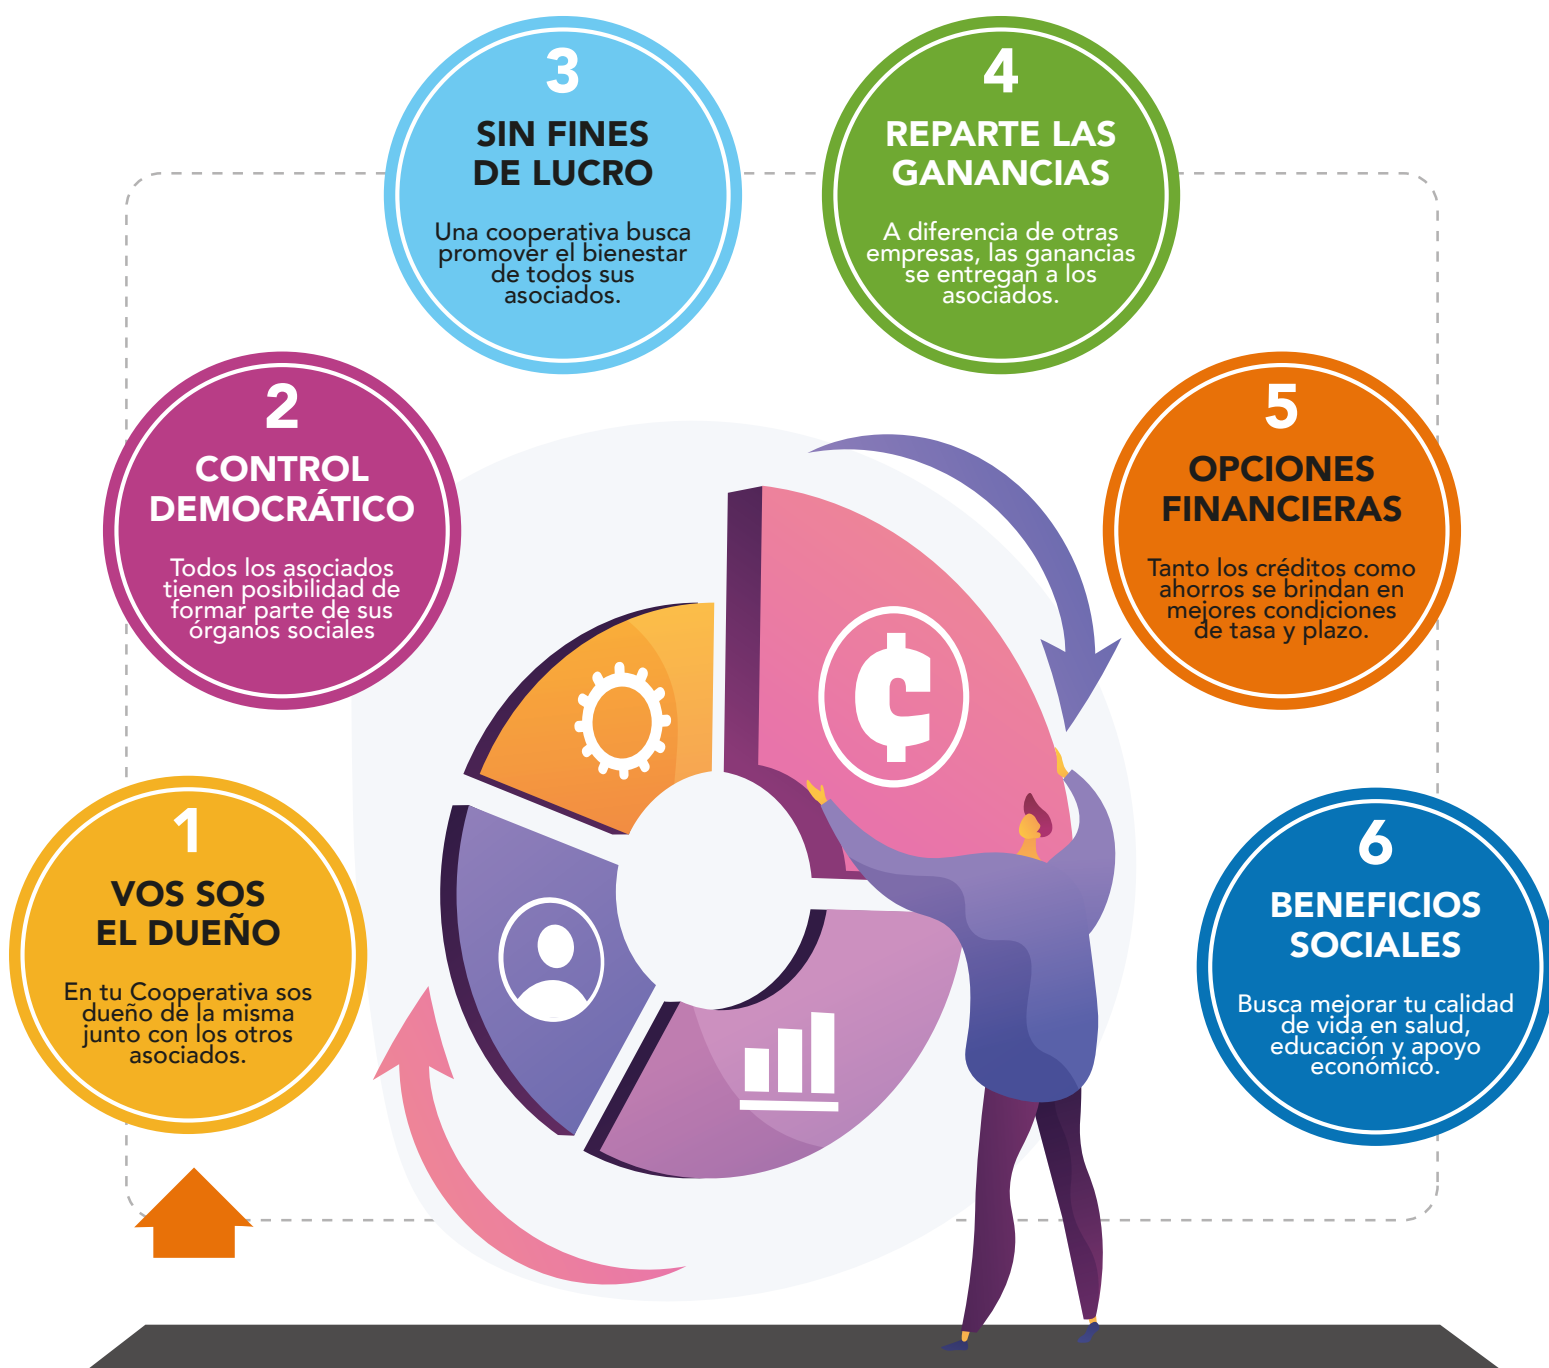 1
VOS SOS
EL DUEÑO
En tu Cooperativa sos
dueño de la misma
junto con los otros
asociados.
2
CONTROL
DEMOCRÁTICO
Todos los asociados
tienen posibilidad de
formar parte de sus
órganos sociales
3
SIN FINES
DE LUCRO
Una cooperativa busca
promover el bienestar
de todos sus
asociados.
4
REPARTE LAS
GANANCIAS
A diferencia de otras
empresas, las ganancias
se entregan a los
asociados.
5
OPCIONES
FINANCIERAS
Tanto los créditos como
ahorros se brindan en
mejores condiciones
de tasa y plazo.
6
BENEFICIOS
SOCIALES
Busca mejorar tu calidad
de vida en salud,
educación y apoyo
económico.